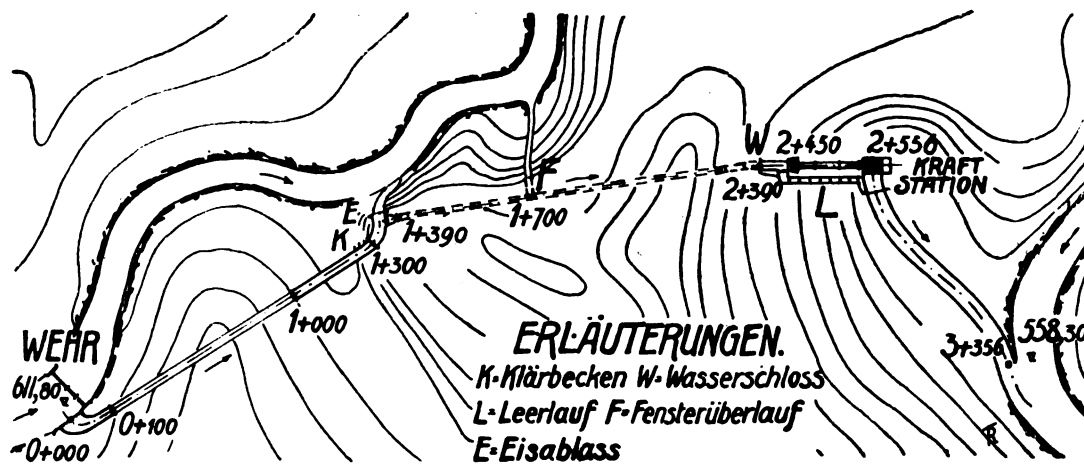 W 2+450 2+556
KRAFT
STATION
F
2+390
L
E
1+390
1+700
K
1+300
1+000
WEHR
611,80
0+100
0+000
3+356
558,30
ERLÄUTERUNGEN.
K=Klärbecken W=Wasserschloss
L=Leerlauf F=Fensterüberlauf
E=Eisablass